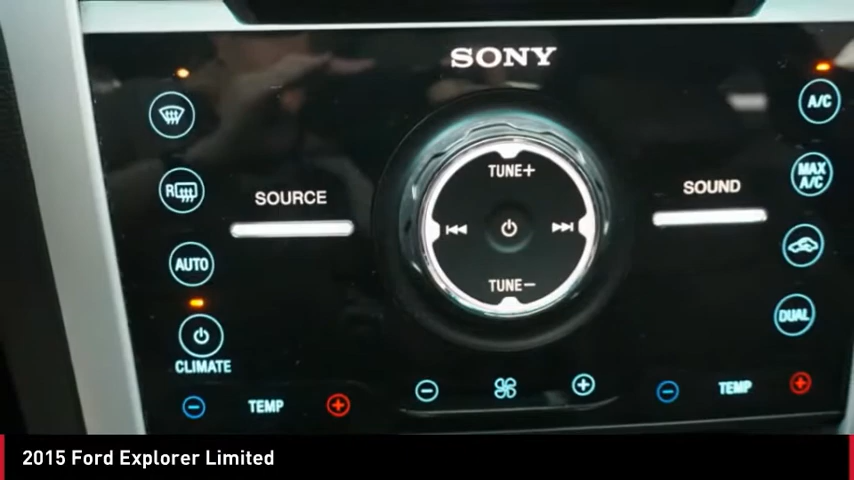 SONY
A/C
TUNE+
MAX
A/C
R
SOURCE
SOUND
AUTO
TUNE−
DUAL
CLIMATE
TEMP
TEMP
2015 Ford Explorer Limited